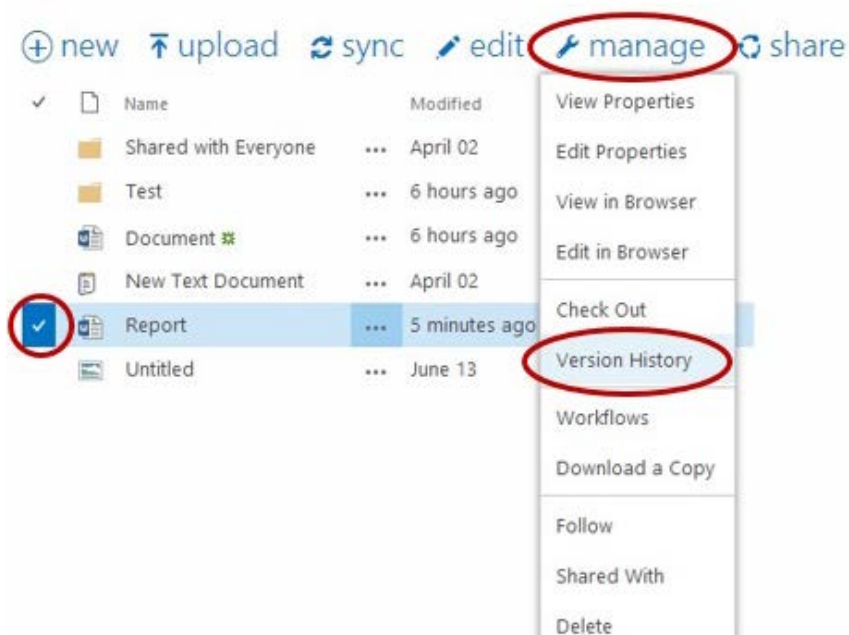 new upload sync edit manage share
Name Modified
Shared with Everyone ... April 02
Test ... 6 hours ago
Document ... 6 hours ago
New Text Document ... April 02
Report ... 5 minutes ago
Untitled ... June 13
View Properties
Edit Properties
View in Browser
Edit in Browser
Check Out
Version History
Workflows
Download a Copy
Follow
Shared With
Delete